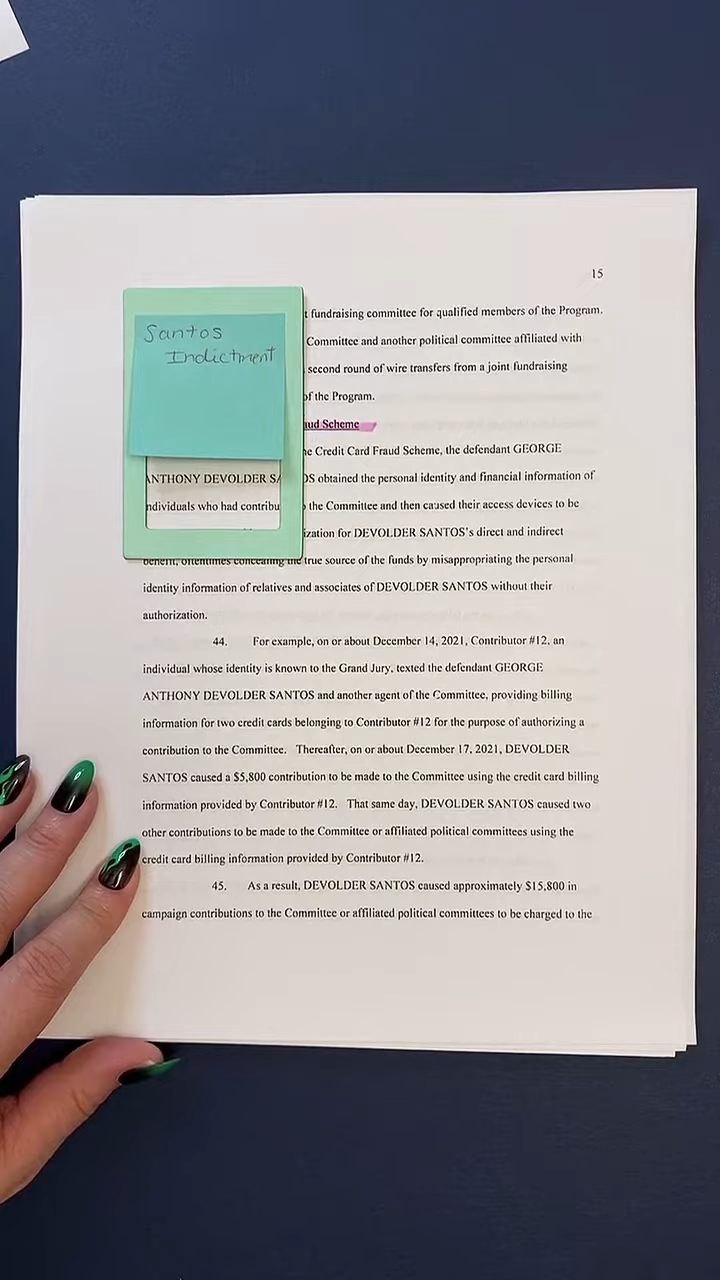 15
t fundraising committee for qualified members of the Program.
Santos
Indictment
Committee and another political committee affiliated with
second round of wire transfers from a joint fundraising
of the Program.
aud Scheme
he Credit Card Fraud Scheme, the defendant GEORGE
ANTHONY DEVOLDER SA OS obtained the personal identity and financial information of
ndividuals who had contribu o the Committee and then caused their access devices to be
ization for DEVOLDER SANTOS's direct and indirect
benefit, oftentimes concealing the true source of the funds by misappropriating the personal
identity information of relatives and associates of DEVOLDER SANTOS without their
authorization.
44. For example, on or about December 14, 2021, Contributor #12, an
individual whose identity is known to the Grand Jury, texted the defendant GEORGE
ANTHONY DEVOLDER SANTOS and another agent of the Committee, providing billing
information for two credit cards belonging to Contributor #12 for the purpose of authorizing a
contribution to the Committee. Thereafter, on or about December 17, 2021, DEVOLDER
SANTOS caused a $5,800 contribution to be made to the Committee using the credit card billing
information provided by Contributor #12. That same day, DEVOLDER SANTOS caused two
other contributions to be made to the Committee or affiliated political committees using the
credit card billing information provided by Contributor #12.
45. As a result, DEVOLDER SANTOS caused approximately $15,800 in
campaign contributions to the Committee or affiliated political committees to be charged to the